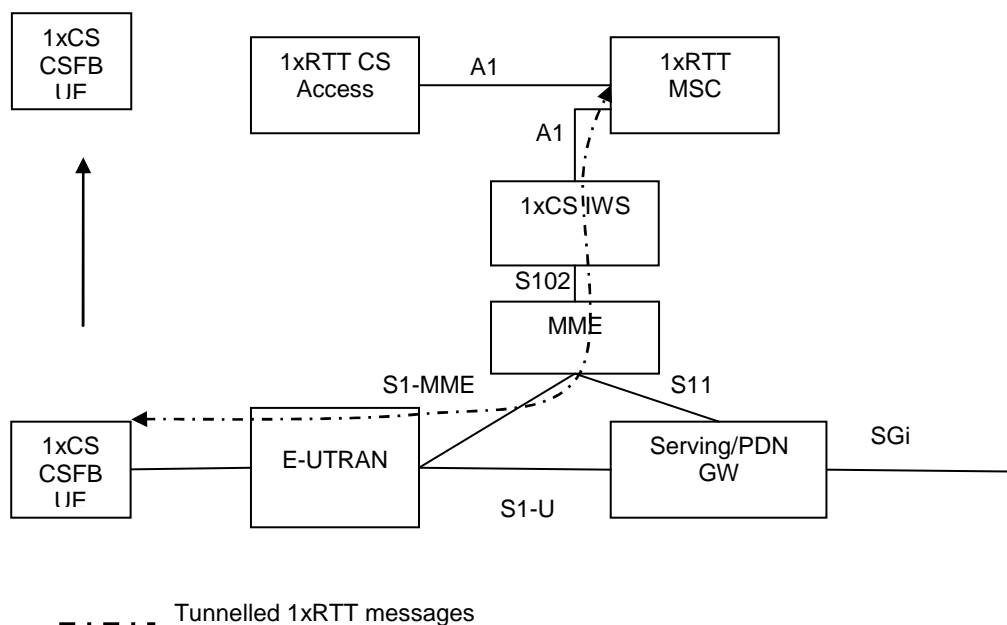 1xCS
CSFB
UE
1xRTT CS
Access
A1
1xRTT
MSC
A1
1xCS IWS
S102
MME
S1-MME
S11
1xCS
CSFB
UE
E-UTRAN
Serving/PDN
GW
SGi
S1-U
Tunnelled 1xRTT messages